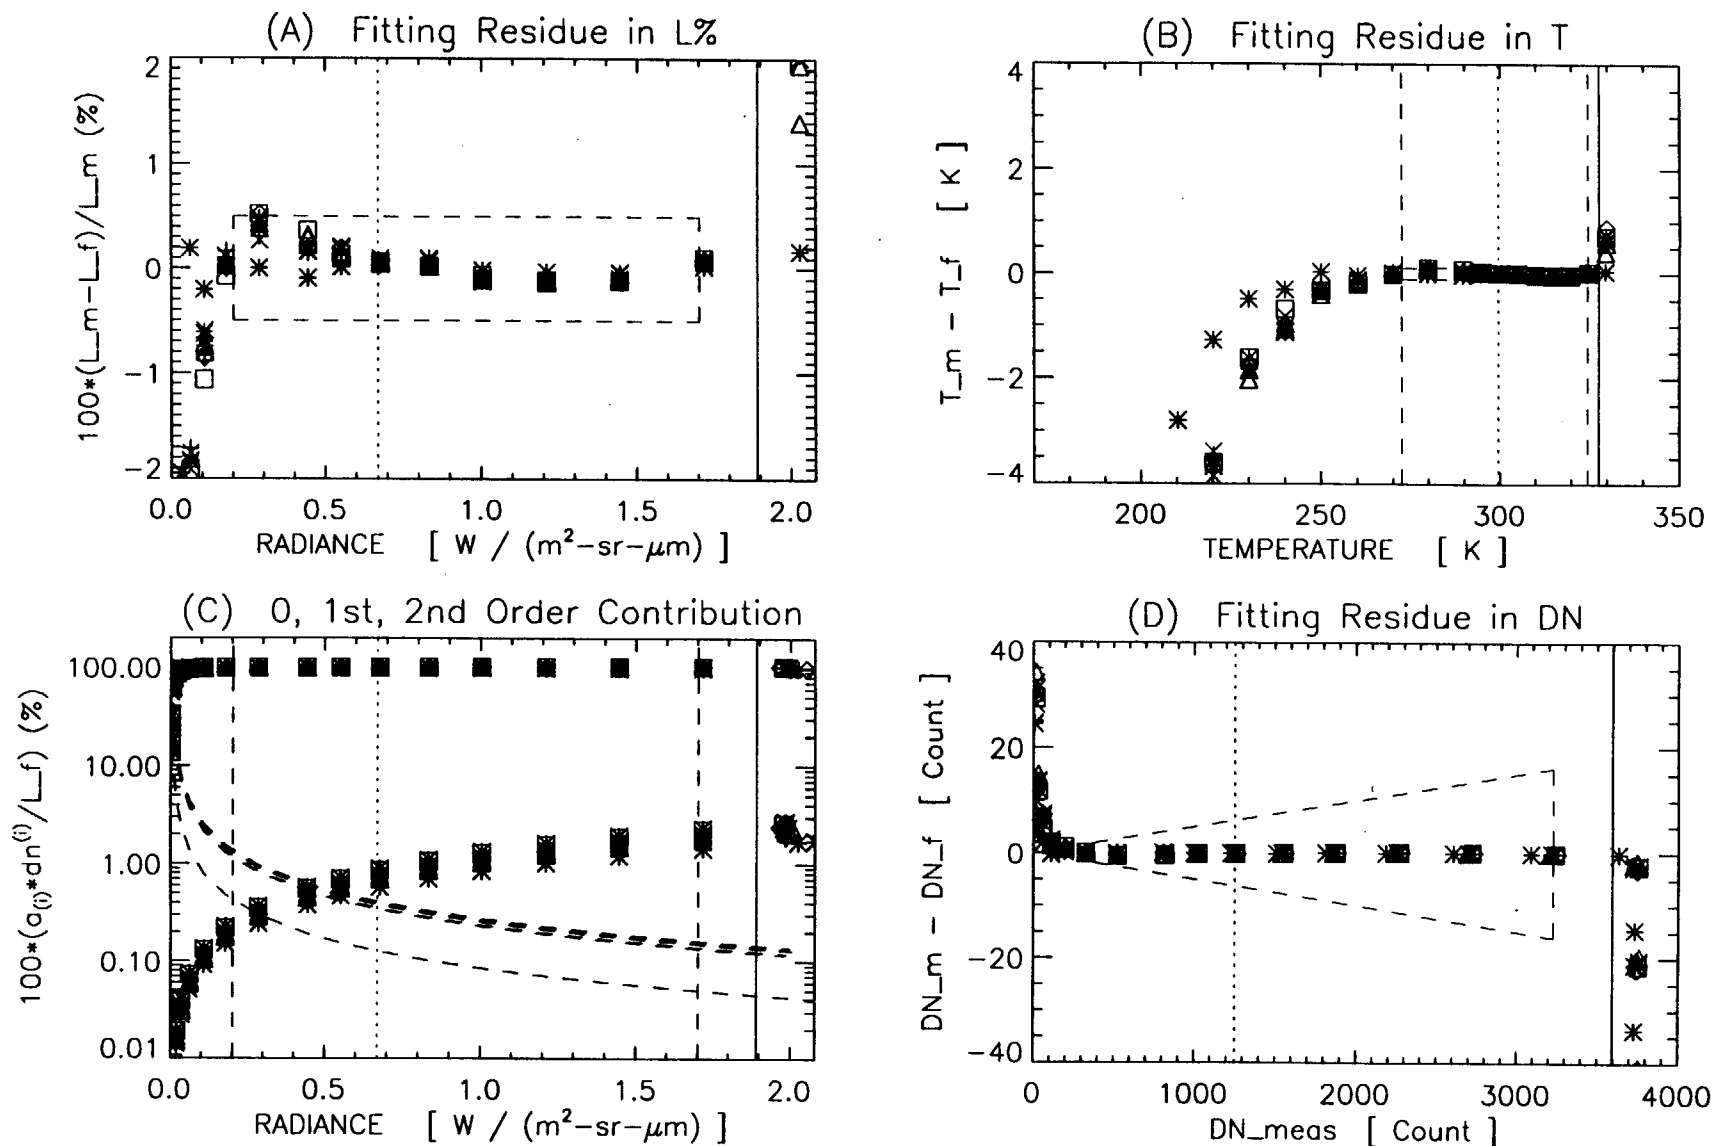 (A) Fitting Residue in L%
100*(L_m-L_f)/L_m (%)
2
1
0
-1
-2
0.0 0.5 1.0 1.5 2.0
RADIANCE [ W / (m²-sr-μm) ]
(B) Fitting Residue in T
T_m - T_f [ K ]
4
2
0
-2
-4
200 250 300 350
TEMPERATURE [ K ]
(C) 0, 1st, 2nd Order Contribution
100*(a(i)*dn(i)/L_f) (%)
100.00
10.00
1.00
0.10
0.01
0.0 0.5 1.0 1.5 2.0
RADIANCE [ W / (m²-sr-μm) ]
(D) Fitting Residue in DN
DN_m - DN_f [ Count ]
40
20
0
-20
-40
0 1000 2000 3000 4000
DN_meas [ Count ]